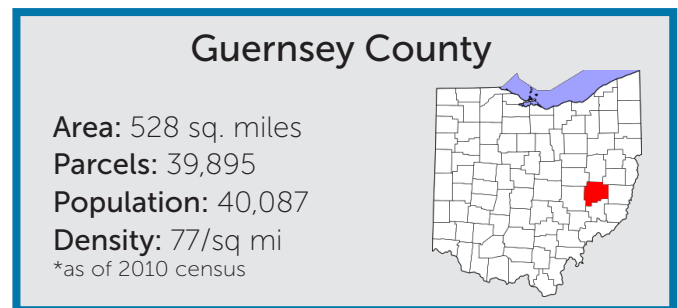 Guernsey County
Area: 528 sq. miles
Parcels: 39,895
Population: 40,087
Density: 77/sq mi
*as of 2010 census